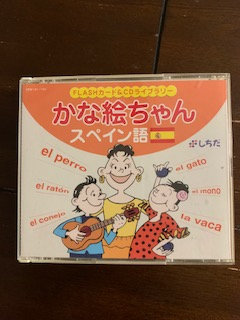 FLASHカード&CDライブラリー
かな絵ちゃん
スペイン語
しちだ
el perro
el gato
el ratón
el mono
el conejo
la vaca